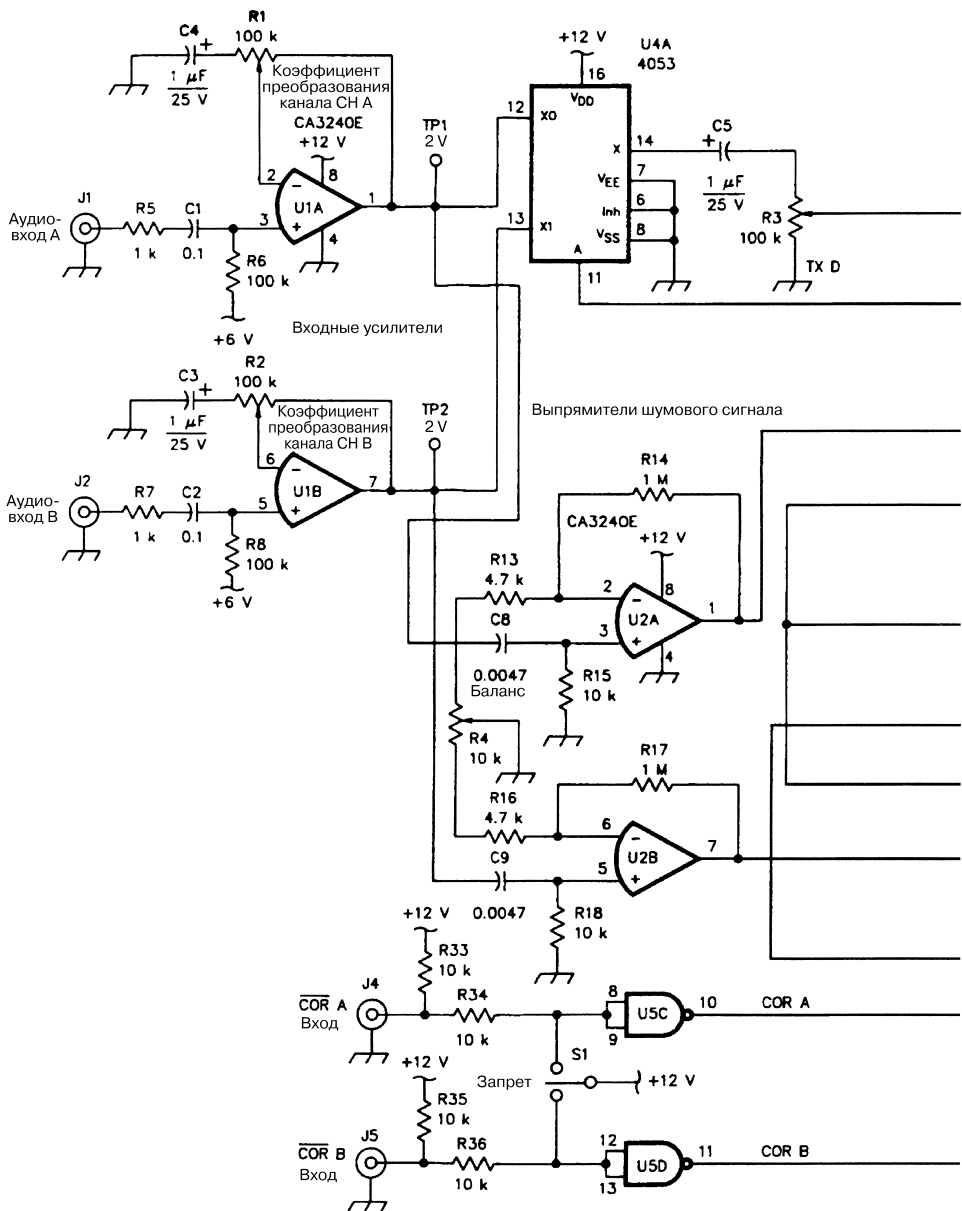 C4
+
1 µF
25 V
R1
100 k
Коэффициент
преобразования
канала CH A
CA3240E
+12 V
TP1
2 V
+12 V
U4A
4053
16
VDD
12
X0
X
14
VEE
7
Inh
6
VSS
8
13
X1
A
11
+
C5
1 µF
25 V
R3
100 k
TX D
J1
Аудио-
вход A
R5
1 k
C1
0.1
2
−
8
U1A
1
3
+
4
R6
100 k
+6 V
Входные усилители
C3
+
1 µF
25 V
R2
100 k
Коэффициент
преобразования
канала CH B
TP2
2 V
Выпрямители шумового сигнала
J2
Аудио-
вход B
R7
1 k
C2
0.1
6
−
U1B
7
5
+
R8
100 k
+6 V
R14
1 M
CA3240E
+12 V
R13
4.7 k
2
−
8
U2A
1
3
+
4
C8
0.0047
R15
10 k
Баланс
R4
10 k
R17
1 M
R16
4.7 k
6
−
U2B
7
5
+
C9
0.0047
R18
10 k
+12 V
R33
10 k
J4
COR A
Вход
R34
10 k
8
9
U5C
10
COR A
S1
Запрет
+12 V
+12 V
R35
10 k
J5
COR B
Вход
R36
10 k
12
13
U5D
11
COR B